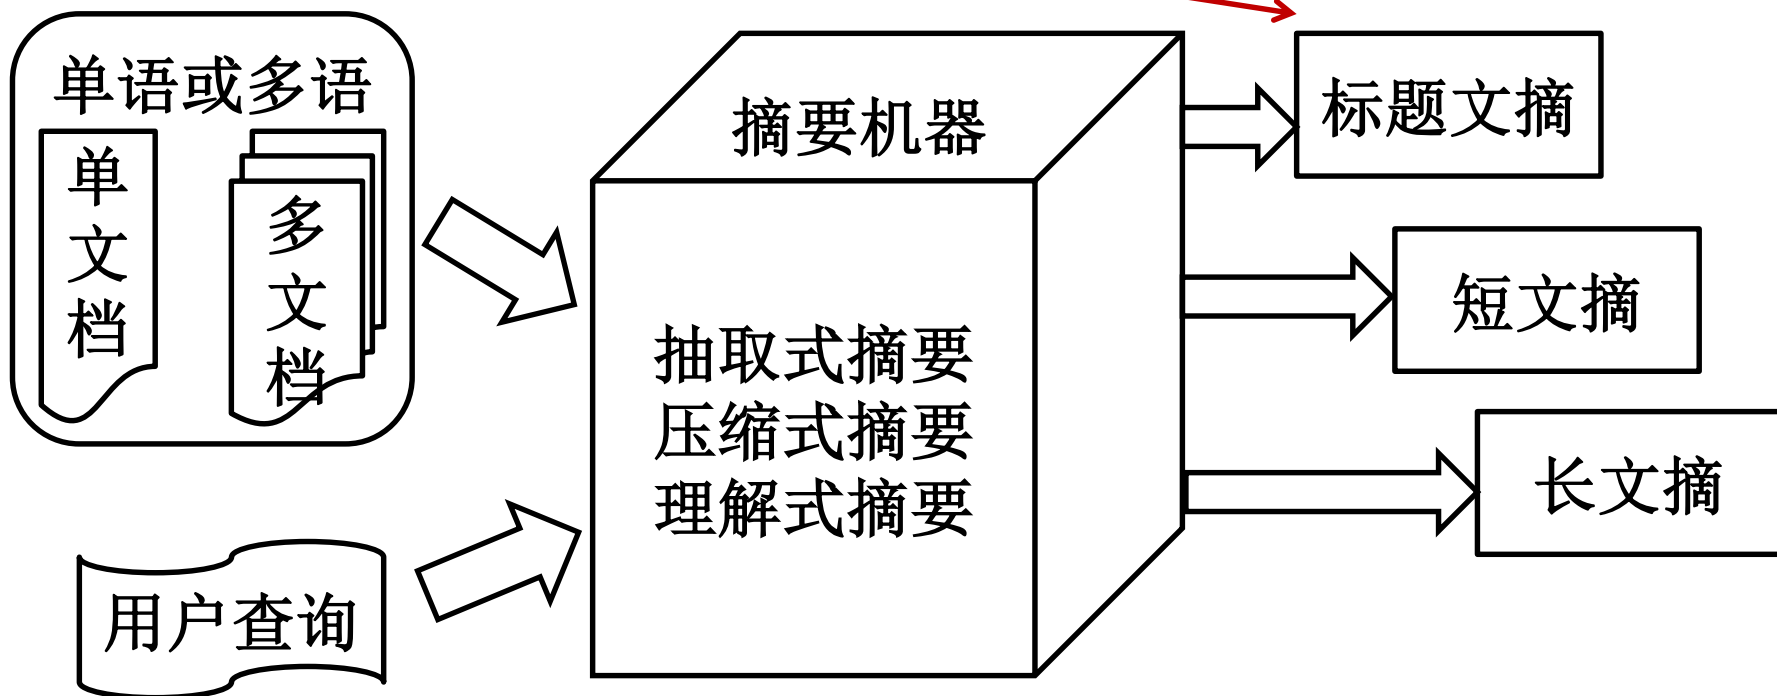 单语或多语
单文档
多文档
用户查询
摘要机器
抽取式摘要
压缩式摘要
理解式摘要
标题文摘
短文摘
长文摘